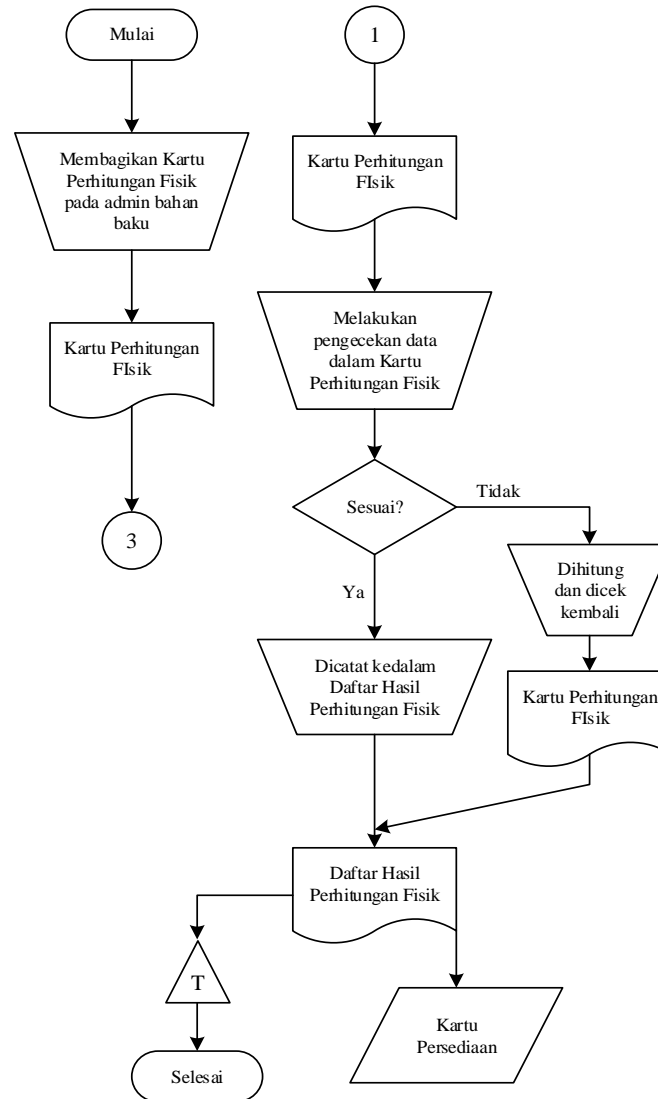 Mulai
Membagikan Kartu
Perhitungan Fisik
pada admin bahan
baku
Kartu Perhitungan
FIsik
3
1
Kartu Perhitungan
FIsik
Melakukan
pengecekan data
dalam Kartu
Perhitungan Fisik
Sesuai?
Tidak
Ya
Dihitung
dan dicek
kembali
Kartu Perhitungan
FIsik
Dicatat kedalam
Daftar Hasil
Perhitungan Fisik
Daftar Hasil
Perhitungan Fisik
T
Selesai
Kartu
Persediaan